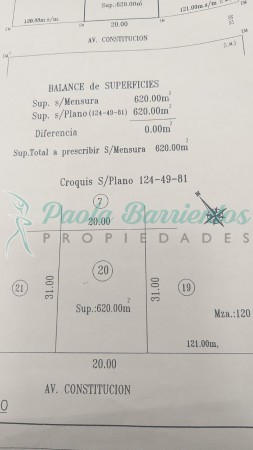 Sup.:620.00m²
120.00m s/m
20.00
121.00m s/m
AV. CONSTITUCION
BALANCE de SUPERFICIES
Sup. s/Mensura 620.00m²
Sup. s/Plano (124-49-81) 620.00m²
Diferencia 0.00m²
Sup.Total a prescribir S/Mensura 620.00m²
Croquis S/Plano 124-49-81
7
Paola Barrientos
20.00
PROPIEDADES
20
21
31.00
31.00
19
Sup.:620.00m²
Mza.:120
121.00m,
20.00
AV. CONSTITUCION